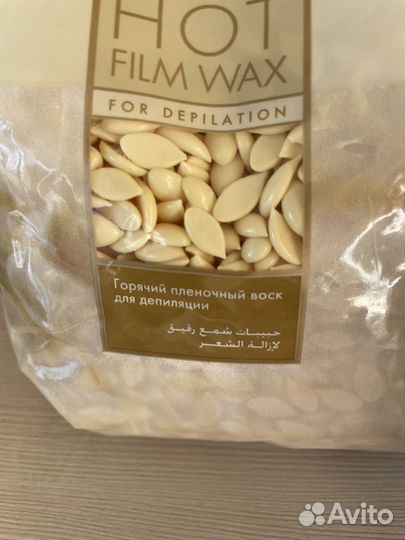 HOT
FILM WAX
FOR DEPILATION
Горячий пленочный воск
для депиляции
حبيبات شمع رقيق
لإزالة الشعر
Avito